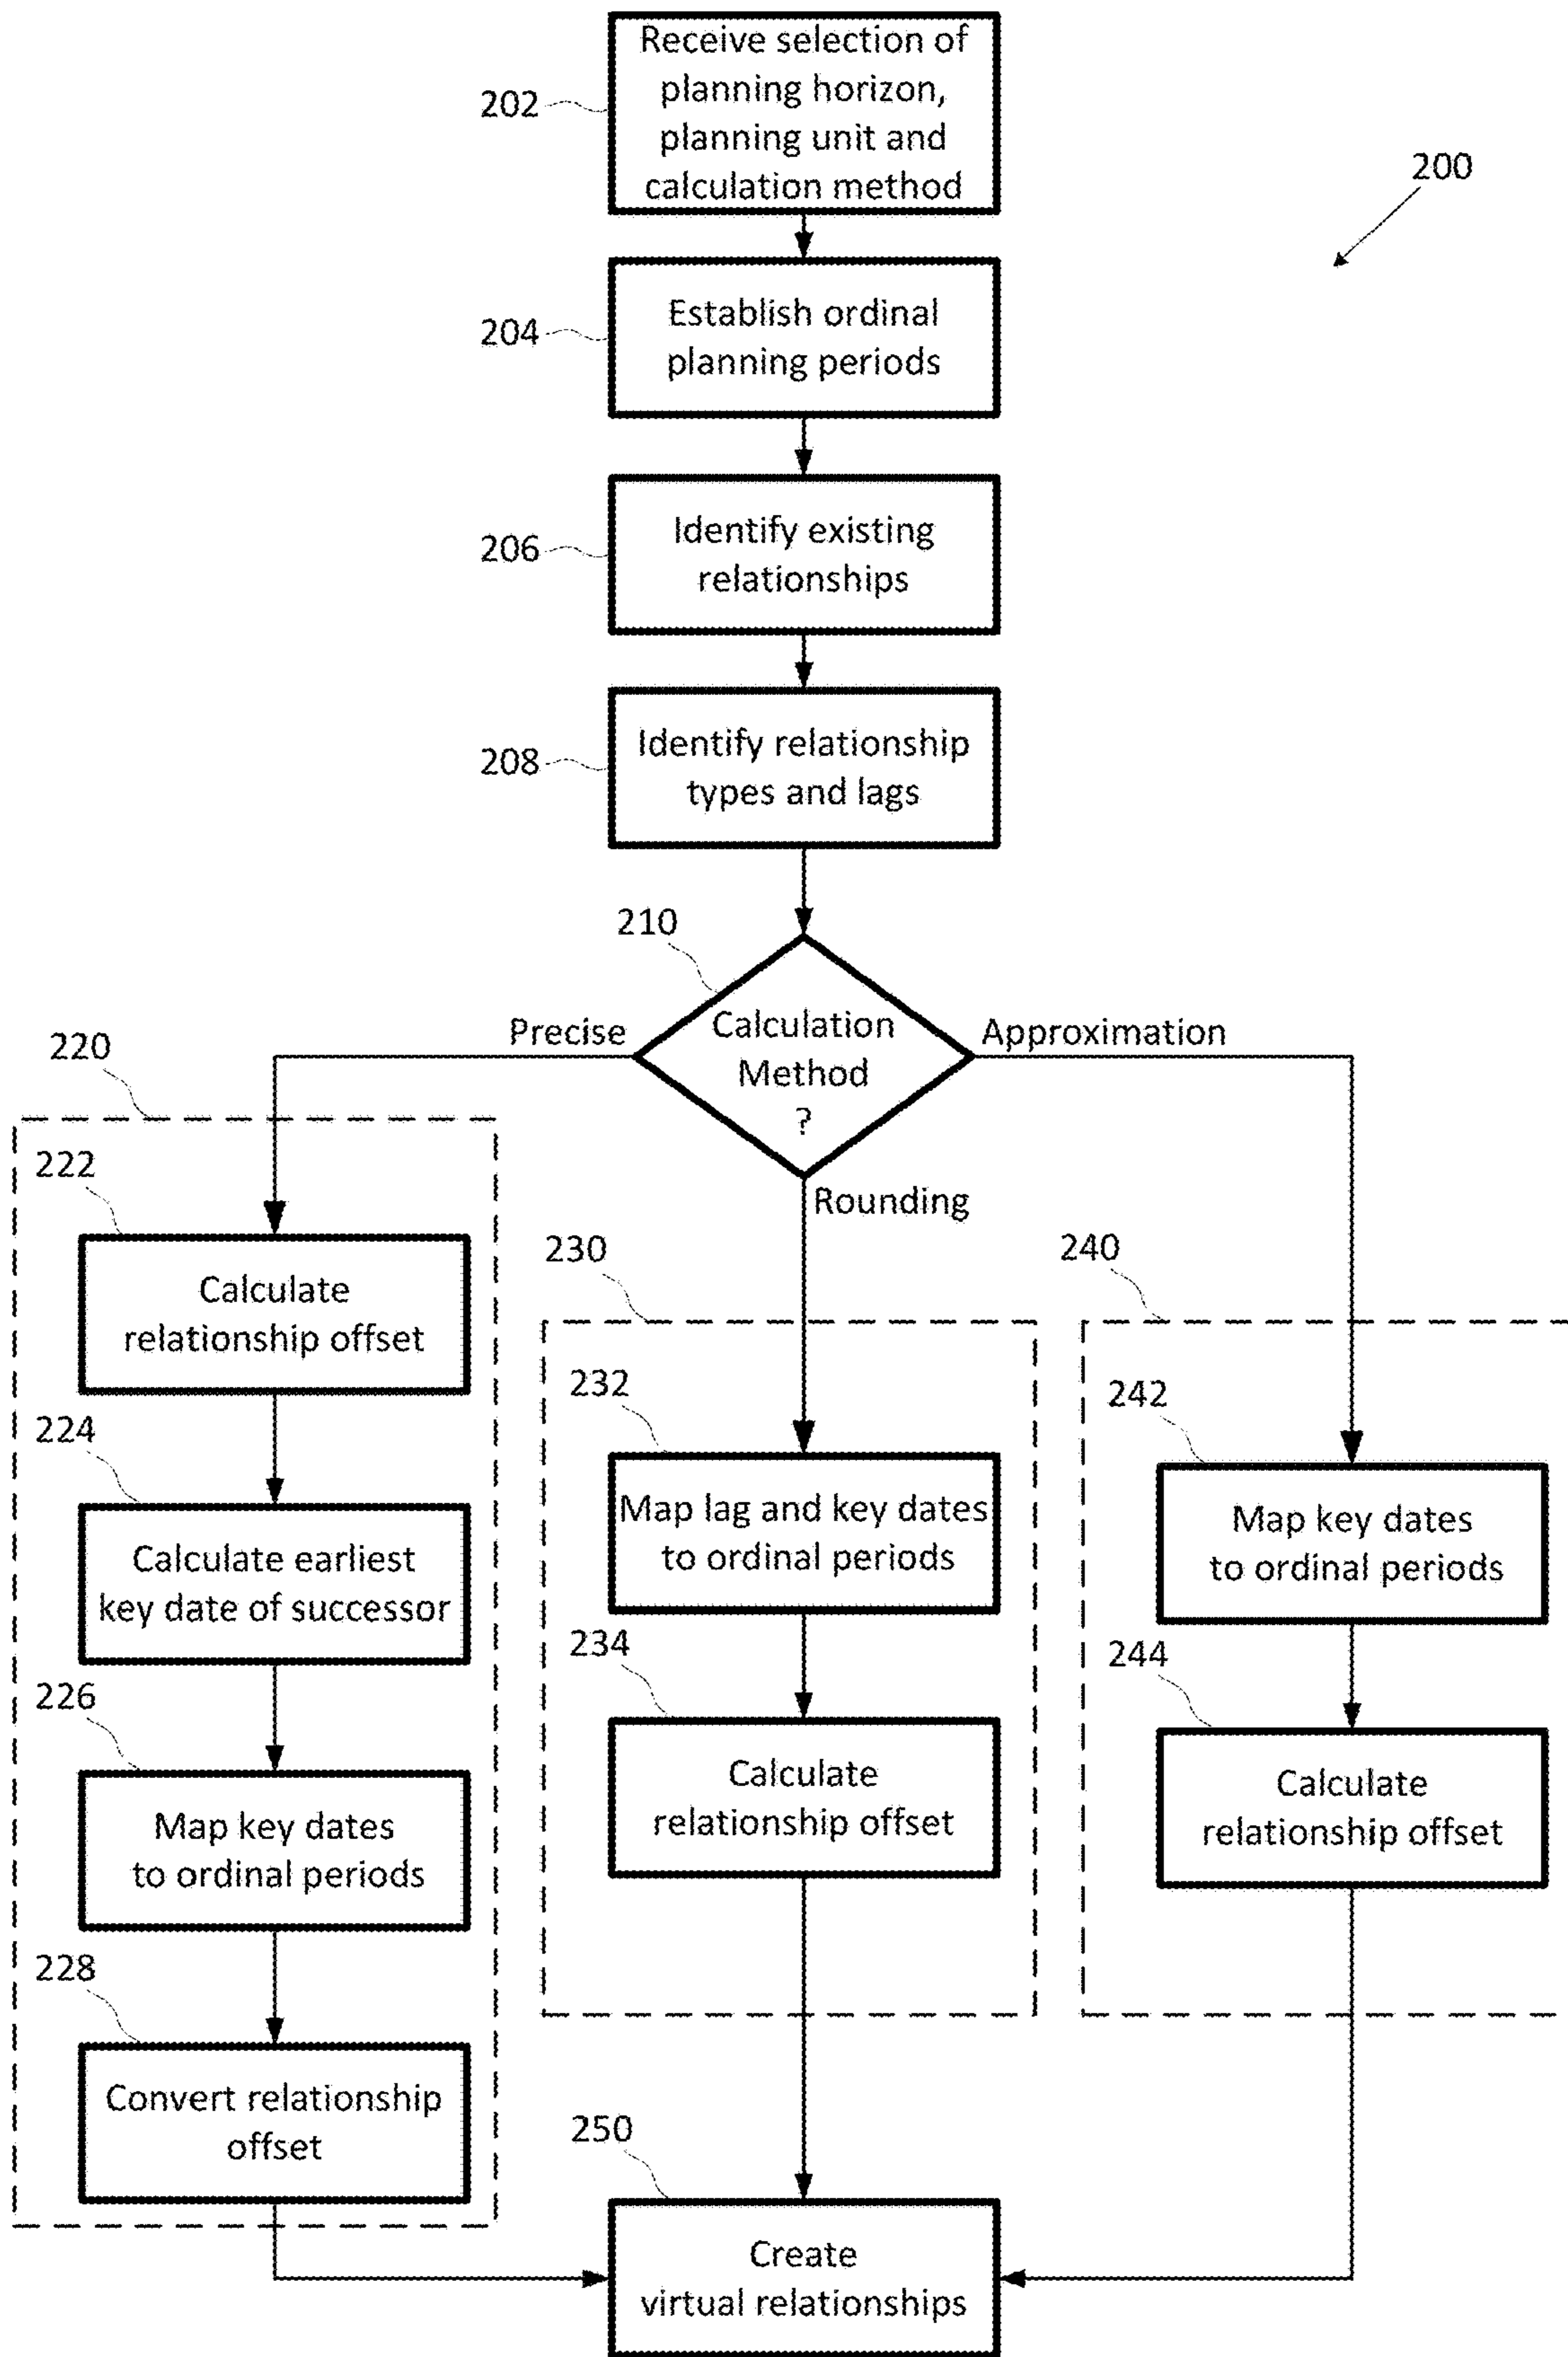 Receive selection of
planning horizon,
planning unit and
calculation method
202
200
Establish ordinal
planning periods
204
Identify existing
relationships
206
Identify relationship
types and lags
208
210
Calculation
Method
?
Precise
Approximation
Rounding
220
222
Calculate
relationship offset
224
Calculate earliest
key date of successor
226
Map key dates
to ordinal periods
228
Convert relationship
offset
230
232
Map lag and key dates
to ordinal periods
234
Calculate
relationship offset
240
242
Map key dates
to ordinal periods
244
Calculate
relationship offset
250
Create
virtual relationships